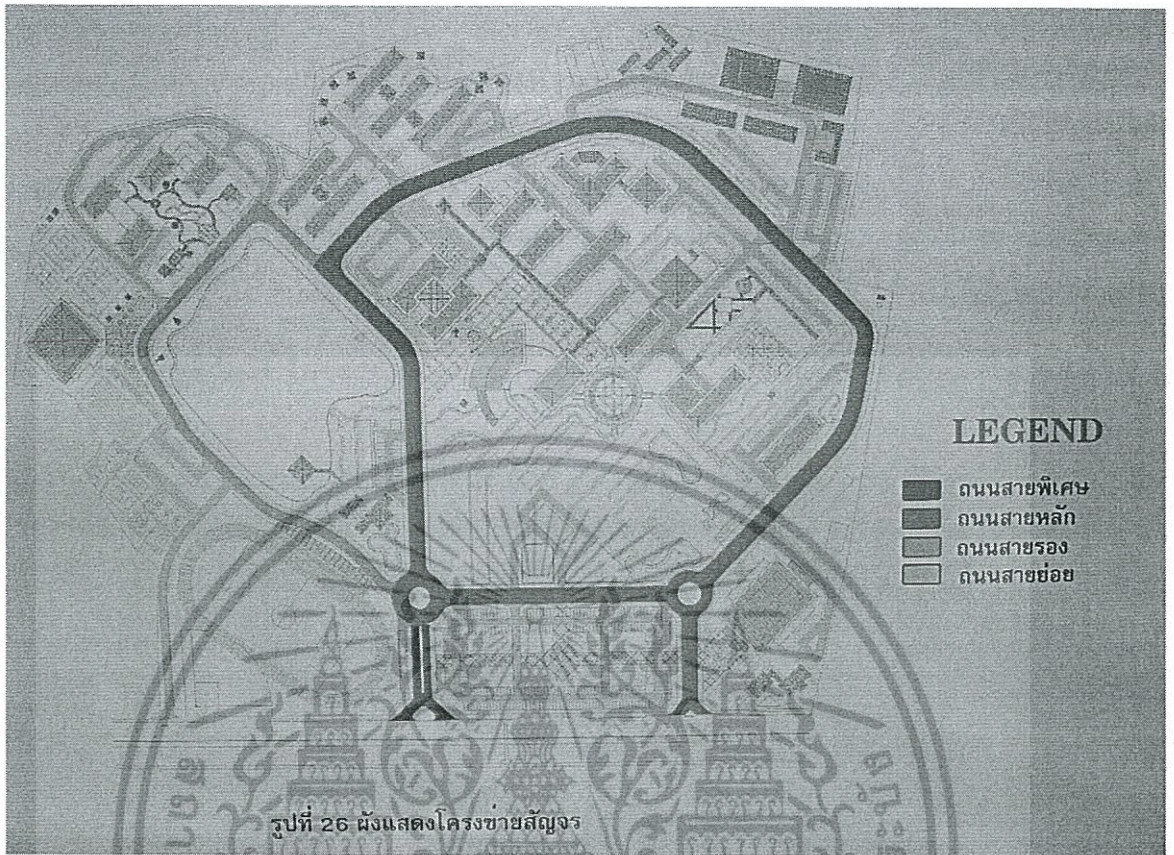 LEGEND
ถนนสายพิเศษ
ถนนสายหลัก
ถนนสายรอง
ถนนสายย่อย
รูปที่ 26 ผังแสดงโครงข่ายสัญจร